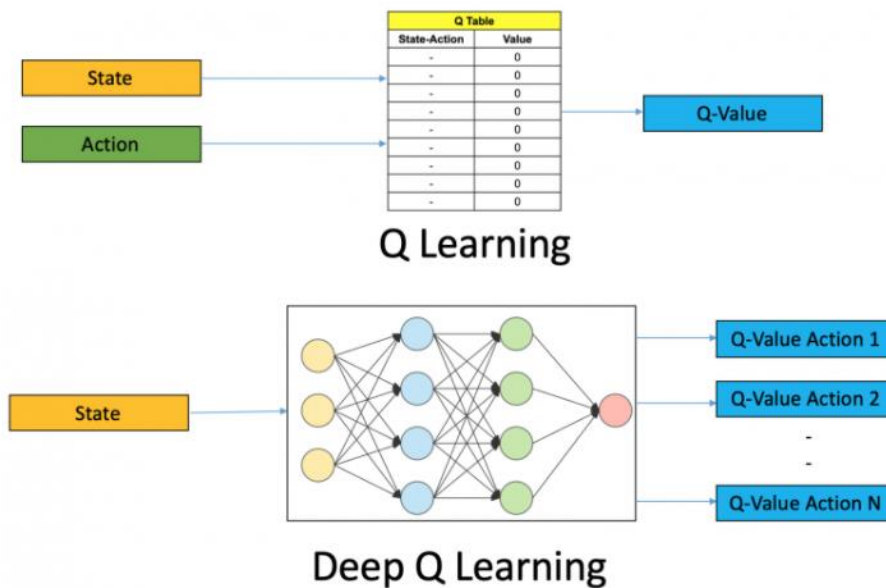 Q Table
State-Action Value
- 0
- 0
- 0
- 0
- 0
- 0
- 0
- 0
- 0
State
Action
Q-Value
Q Learning
State
Q-Value Action 1
Q-Value Action 2
-
-
Q-Value Action N
Deep Q Learning